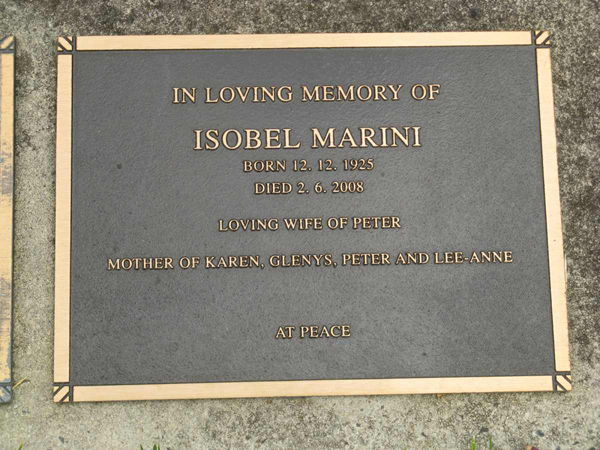 IN LOVING MEMORY OF
ISOBEL MARINI
BORN 12. 12. 1925
DIED 2. 6. 2008
LOVING WIFE OF PETER
MOTHER OF KAREN, GLENYS, PETER AND LEE-ANNE
AT PEACE